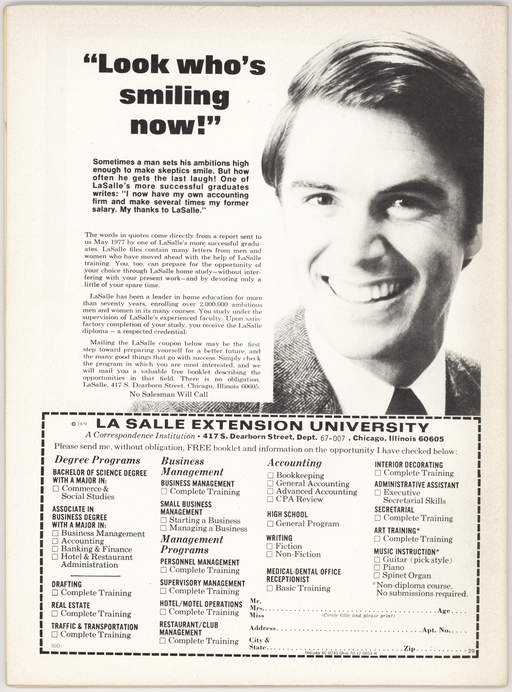 “Look who’s
smiling
now!”
Sometimes a man sets his ambitions high
enough to make skeptics smile. But how
often he gets the last laugh! One of
LaSalle's more successful graduates
writes: "I now have my own accounting
firm and make several times my former
salary. My thanks to LaSalle."
The words in quotes come directly from a report sent to
us May 1977 by one of LaSalle's more successful gradu-
ates. LaSalle files contain many letters from men and
women who have moved ahead with the help of LaSalle
training. You, too, can prepare for the opportunity of
your choice through LaSalle home study—without inter-
fering with your present work—and by devoting only a
little of your spare time.
LaSalle has been a leader in home education for more
than seventy years, enrolling over 2,000,000 ambitious
men and women in its many courses. You study under the
supervision of LaSalle's experienced faculty. Upon satis-
factory completion of your study, you receive the LaSalle
diploma – a respected credential.
Mailing the LaSalle coupon below may be the first
step toward preparing yourself for a better future, and
the many good things that go with success. Simply check
the program in which you are most interested, and we
will mail you a valuable free booklet describing the
opportunities in that field. There is no obligation.
LaSalle, 417 S. Dearborn Street, Chicago, Illinois 60605.
No Salesman Will Call
© 1979 LA SALLE EXTENSION UNIVERSITY
A Correspondence Institution • 417 S. Dearborn Street, Dept. 67-007 , Chicago, Illinois 60605
Please send me, without obligation, FREE booklet and information on the opportunity I have checked below:
Degree Programs
BACHELOR OF SCIENCE DEGREE
WITH A MAJOR IN:
☐ Commerce &
Social Studies
ASSOCIATE IN
BUSINESS DEGREE
WITH A MAJOR IN:
☐ Business Management
☐ Accounting
☐ Banking & Finance
☐ Hotel & Restaurant
Administration
DRAFTING
☐ Complete Training
REAL ESTATE
☐ Complete Training
TRAFFIC & TRANSPORTATION
☐ Complete Training
Business
Management
BUSINESS MANAGEMENT
☐ Complete Training
SMALL BUSINESS
MANAGEMENT
☐ Starting a Business
☐ Managing a Business
Management
Programs
PERSONNEL MANAGEMENT
☐ Complete Training
SUPERVISORY MANAGEMENT
☐ Complete Training
HOTEL/MOTEL OPERATIONS
☐ Complete Training
RESTAURANT/CLUB
MANAGEMENT
☐ Complete Training
Accounting
☐ Bookkeeping
☐ General Accounting
☐ Advanced Accounting
☐ CPA Review
HIGH SCHOOL
☐ General Program
WRITING
☐ Fiction
☐ Non-Fiction
MEDICAL-DENTAL OFFICE
RECEPTIONIST
☐ Basic Training
INTERIOR DECORATING
☐ Complete Training
ADMINISTRATIVE ASSISTANT
☐ Executive
Secretarial Skills
SECRETARIAL
☐ Complete Training
ART TRAINING*
☐ Complete Training
MUSIC INSTRUCTION*
☐ Guitar (pick style)
☐ Piano
☐ Spinet Organ
*Non-diploma course.
No submissions required.
Mr.
Mrs. Age
Miss (Circle title and please print)
Address Apt. No.
City &
State Zip
29